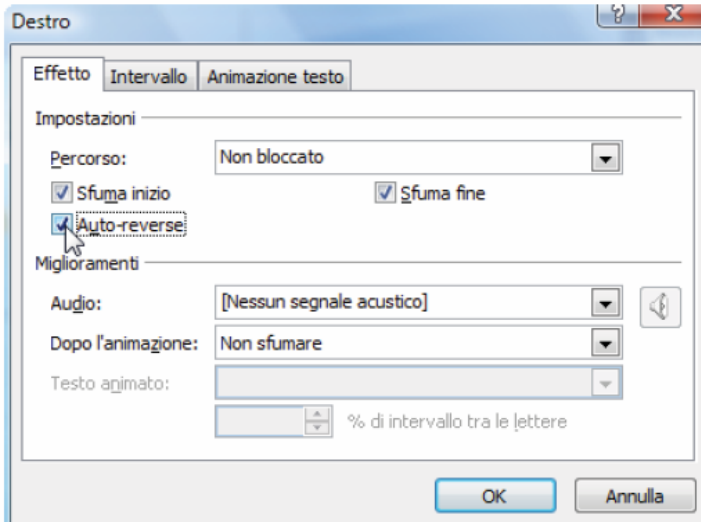 Destro
Effetto Intervallo Animazione testo
Impostazioni
Percorso: Non bloccato
Sfuma inizio Sfuma fine
Auto-reverse
Miglioramenti
Audio: [Nessun segnale acustico]
Dopo l'animazione: Non sfumare
Testo animato:
% di intervallo tra le lettere
OK Annulla